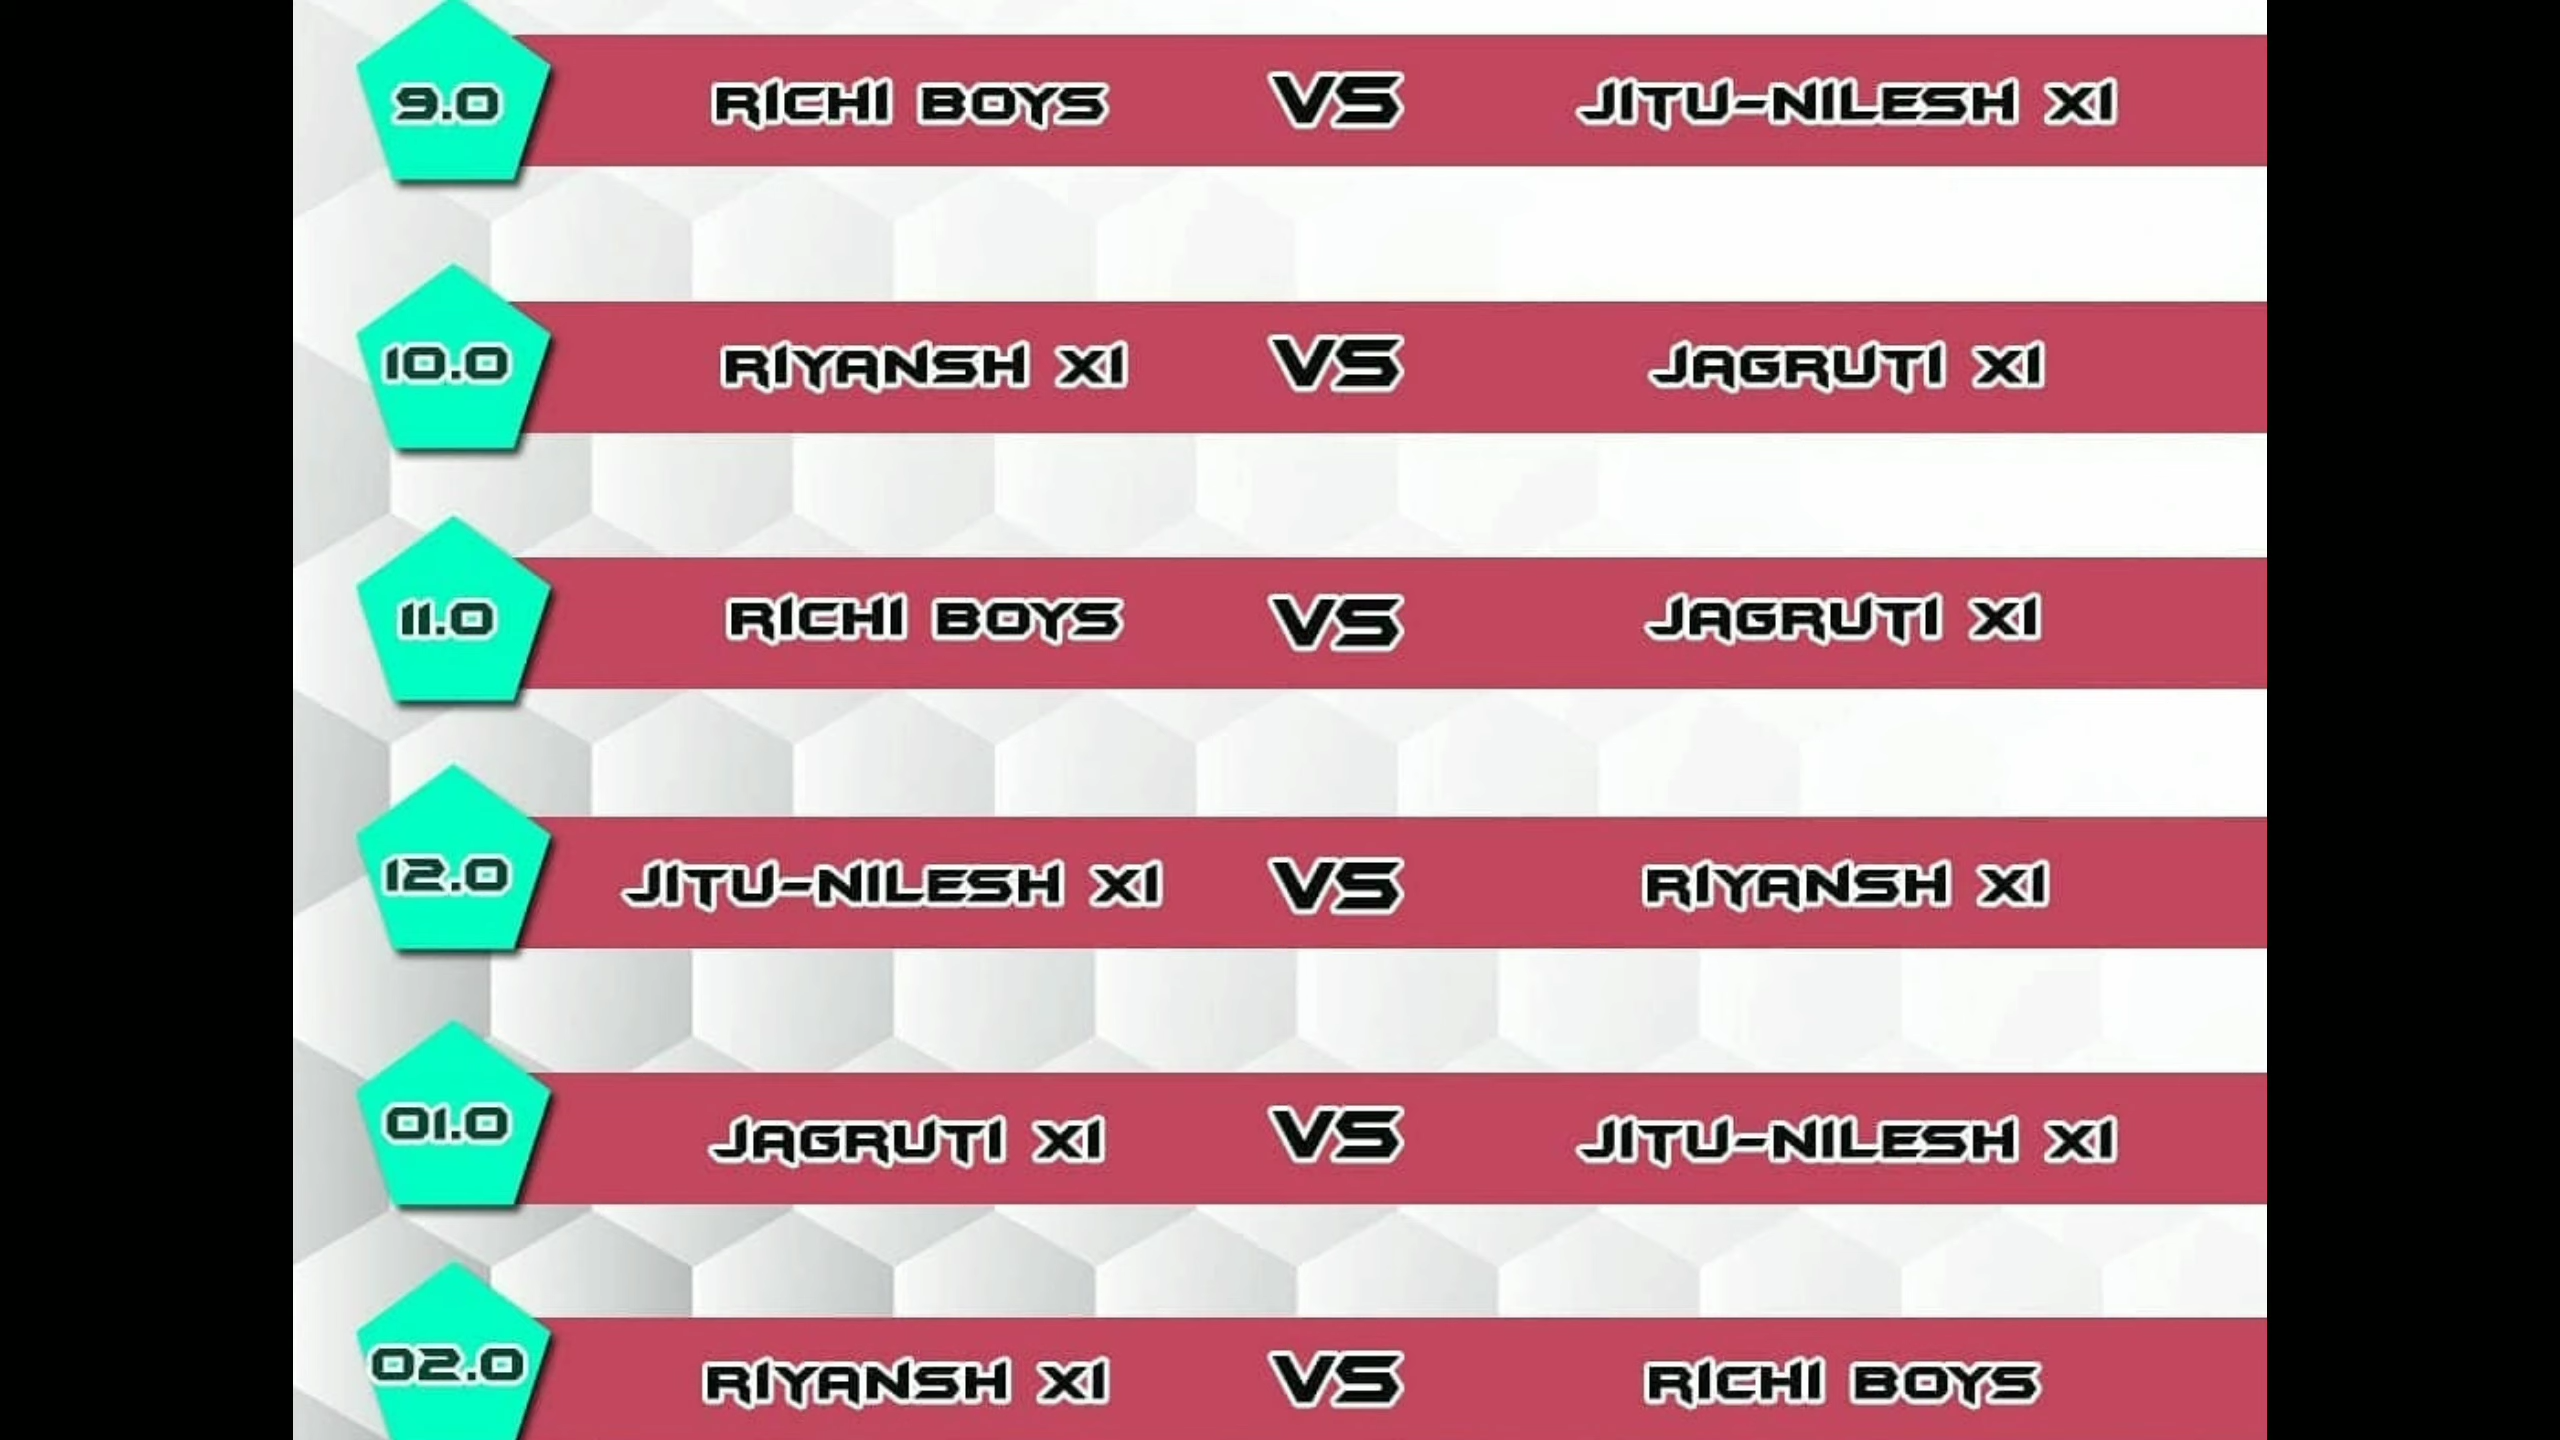 9.0 RICHI BOYS VS JITU-NILESH XI
10.0 RIYANSH XI VS JAGRUTI XI
11.0 RICHI BOYS VS JAGRUTI XI
12.0 JITU-NILESH XI VS RIYANSH XI
01.0 JAGRUTI XI VS JITU-NILESH XI
02.0 RIYANSH XI VS RICHI BOYS